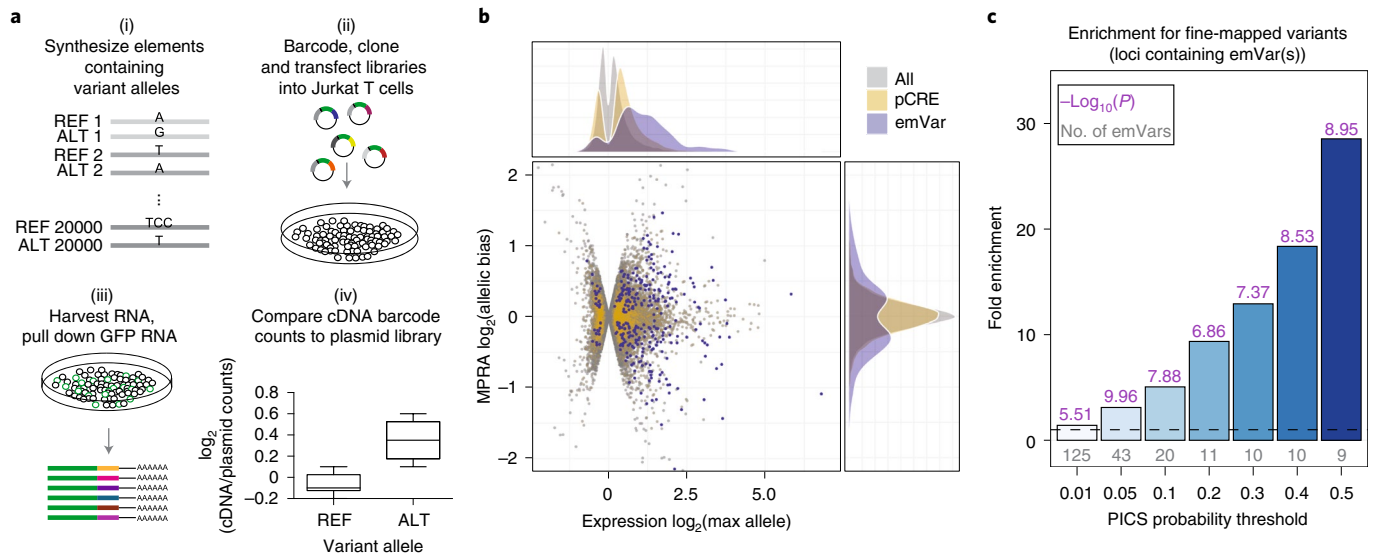 a
(i)
Synthesize elements
containing
variant alleles
REF 1
A
ALT 1
G
REF 2
T
ALT 2
A
...
REF 20000
TCC
ALT 20000
T
(ii)
Barcode, clone
and transfect libraries
into Jurkat T cells
(iii)
Harvest RNA,
pull down GFP RNA
AAAAAA
AAAAAA
AAAAAA
AAAAAA
AAAAAA
AAAAAA
(iv)
Compare cDNA barcode
counts to plasmid library
log2
(cDNA/plasmid counts)
0.8
0.6
0.4
0.2
0
−0.2
REF
ALT
Variant allele
b
All
pCRE
emVar
MPRA log2(allelic bias)
2
1
0
−1
−2
0
2.5
5.0
Expression log2(max allele)
c
Enrichment for fine-mapped variants
(loci containing emVar(s))
−Log10(P)
No. of emVars
Fold enrichment
30
20
10
0
5.51
9.96
7.88
6.86
7.37
8.53
8.95
125
43
20
11
10
10
9
0.01
0.05
0.1
0.2
0.3
0.4
0.5
PICS probability threshold